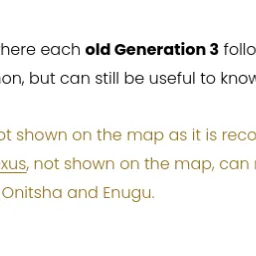 here each old Generation 3 follo
on, but can still be useful to know
ot shown on the map as it is reco
xus, not shown on the map, can
Onitsha and Enugu.